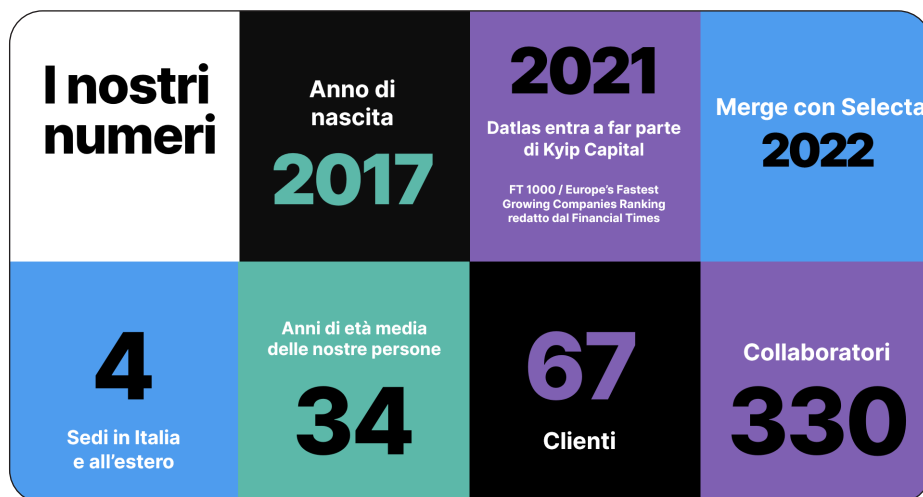 I nostri
numeri
Anno di
nascita
2017
2021
Datlas entra a far parte
di Kyip Capital
FT 1000 / Europe's Fastest
Growing Companies Ranking
redatto dal Financial Times
Merge con Selecta
2022
4
Sedi in Italia
e all'estero
Anni di età media
delle nostre persone
34
67
Clienti
Collaboratori
330